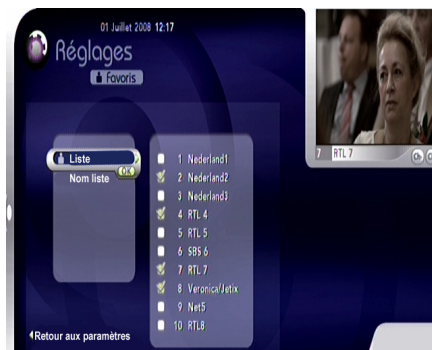 01 Juillet 2008 12:17
Réglages
Favoris
Liste
OK
Nom liste
1 Nederland1
2 Nederland2
3 Nederland3
4 RTL 4
5 RTL 5
6 SBS 6
7 RTL 7
8 Veronica/Jetix
9 Net5
10 RTL8
Retour aux paramètres
7 RTL 7